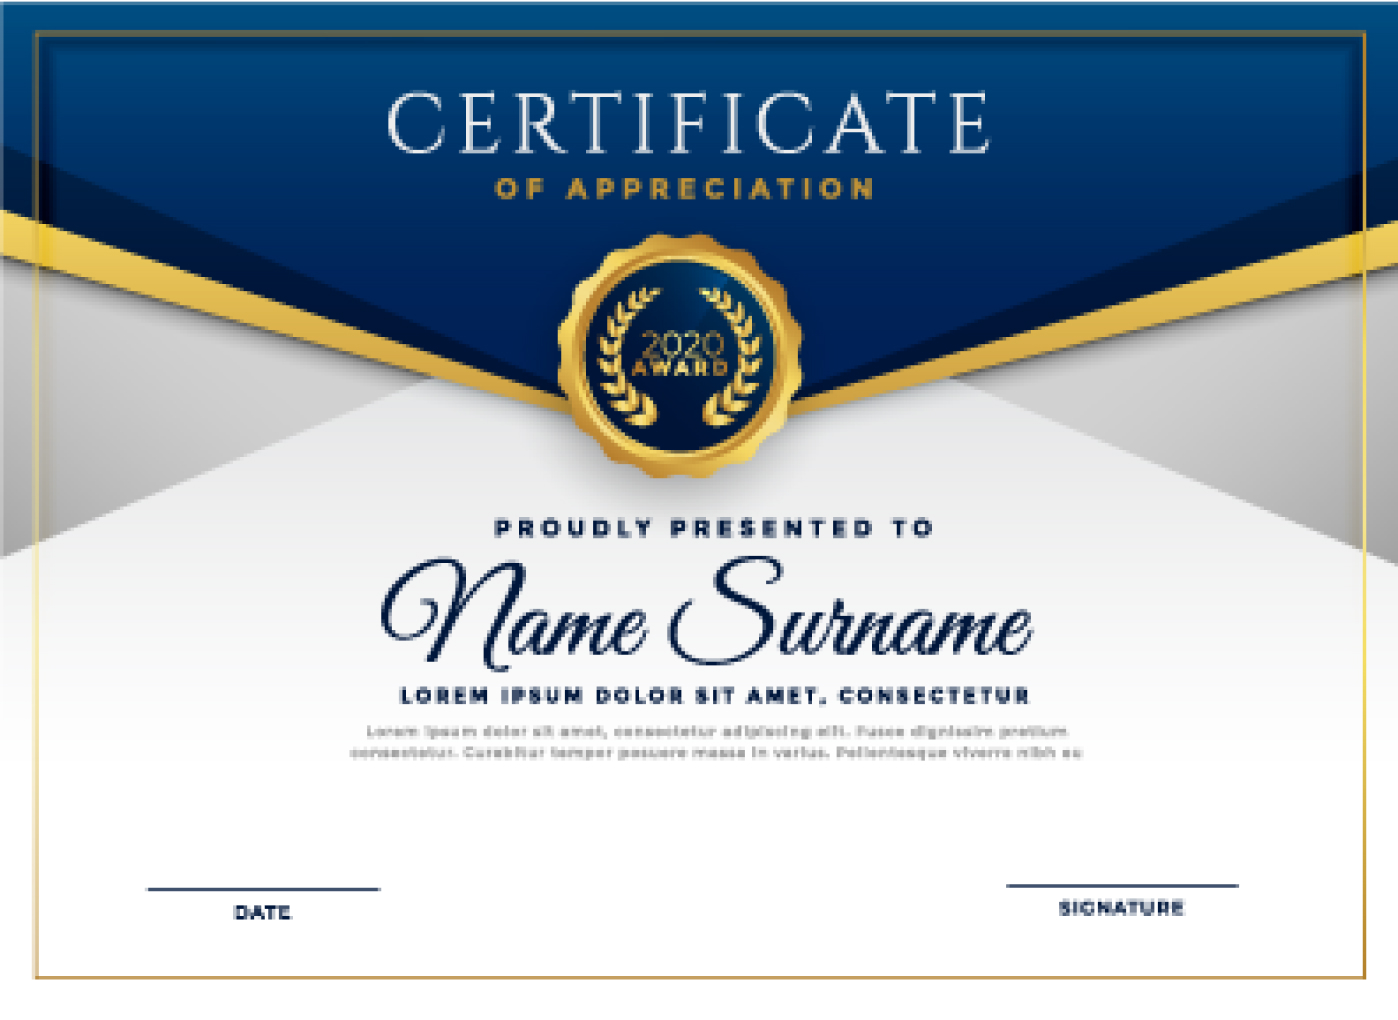 CERTIFICATE
OF APPRECIATION
2020
AWARD
PROUDLY PRESENTED TO
Name Surname
LOREM IPSUM DOLOR SIT AMET, CONSECTETUR
Lorem ipsum dolor sit amet, consectetur adipiscing elit. Fusce dignissim pretium
consectetur. Curabitur tempor posuere massa in varius. Pellentesque viverra nibh eu
DATE
SIGNATURE